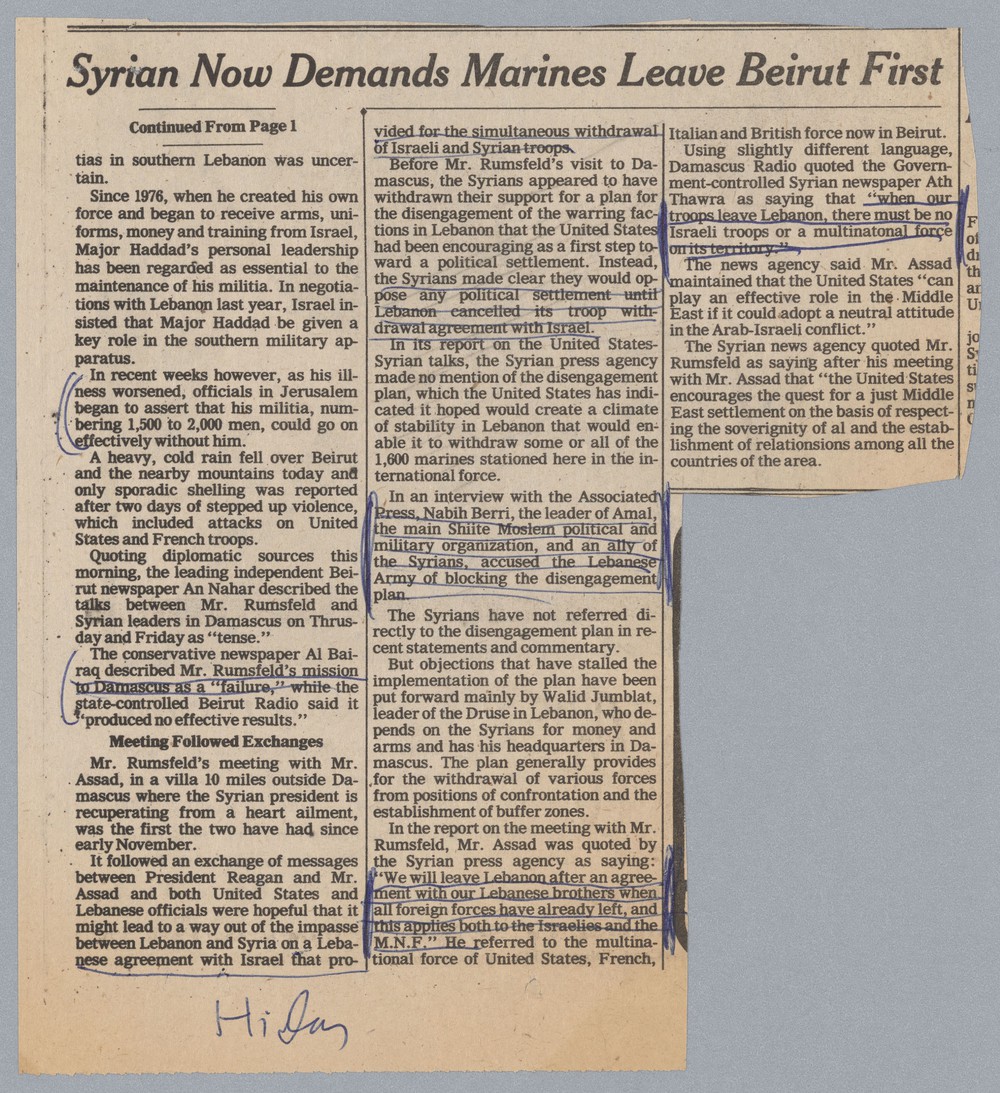 Syrian Now Demands Marines Leave Beirut First
Continued From Page 1
tias in southern Lebanon was uncer-
tain.
Since 1976, when he created his own
force and began to receive arms, uni-
forms, money and training from Israel,
Major Haddad's personal leadership
has been regarded as essential to the
maintenance of his militia. In negotia-
tions with Lebanon last year, Israel in-
sisted that Major Haddad be given a
key role in the southern military ap-
paratus.
In recent weeks however, as his ill-
ness worsened, officials in Jerusalem
began to assert that his militia, num-
bering 1,500 to 2,000 men, could go on
effectively without him.
A heavy, cold rain fell over Beirut
and the nearby mountains today and
only sporadic shelling was reported
after two days of stepped up violence,
which included attacks on United
States and French troops.
Quoting diplomatic sources this
morning, the leading independent Bei-
rut newspaper An Nahar described the
talks between Mr. Rumsfeld and
Syrian leaders in Damascus on Thrus-
day and Friday as "tense."
The conservative newspaper Al Bai-
raq described Mr. Rumsfeld's mission
to Damascus as a "failure," while the
state-controlled Beirut Radio said it
"produced no effective results."
Meeting Followed Exchanges
Mr. Rumsfeld's meeting with Mr.
Assad, in a villa 10 miles outside Da-
mascus where the Syrian president is
recuperating from a heart ailment,
was the first the two have had since
early November.
It followed an exchange of messages
between President Reagan and Mr.
Assad and both United States and
Lebanese officials were hopeful that it
might lead to a way out of the impasse
between Lebanon and Syria on a Leba-
nese agreement with Israel that pro-
vided for the simultaneous withdrawal
of Israeli and Syrian troops.
Before Mr. Rumsfeld's visit to Da-
mascus, the Syrians appeared to have
withdrawn their support for a plan for
the disengagement of the warring fac-
tions in Lebanon that the United States
had been encouraging as a first step to-
ward a political settlement. Instead,
the Syrians made clear they would op-
pose any political settlement until
Lebanon cancelled its troop with-
drawal agreement with Israel.
In its report on the United States-
Syrian talks, the Syrian press agency
made no mention of the disengagement
plan, which the United States has indi-
cated it hoped would create a climate
of stability in Lebanon that would en-
able it to withdraw some or all of the
1,600 marines stationed here in the in-
ternational force.
In an interview with the Associated
Press, Nabih Berri, the leader of Amal,
the main Shiite Moslem political and
military organization, and an ally of
the Syrians, accused the Lebanese
Army of blocking the disengagement
plan.
The Syrians have not referred di-
rectly to the disengagement plan in re-
cent statements and commentary.
But objections that have stalled the
implementation of the plan have been
put forward mainly by Walid Jumblat,
leader of the Druse in Lebanon, who de-
pends on the Syrians for money and
arms and has his headquarters in Da-
mascus. The plan generally provides
for the withdrawal of various forces
from positions of confrontation and the
establishment of buffer zones.
In the report on the meeting with Mr.
Rumsfeld, Mr. Assad was quoted by
the Syrian press agency as saying:
"We will leave Lebanon after an agree-
ment with our Lebanese brothers when
all foreign forces have already left, and
this applies both to the Israelies and the
M.N.F." He referred to the multina-
tional force of United States, French,
Italian and British force now in Beirut.
Using slightly different language,
Damascus Radio quoted the Govern-
ment-controlled Syrian newspaper Ath
Thawra as saying that "when our
troops leave Lebanon, there must be no
Israeli troops or a multinatonal force
on its territory."
The news agency said Mr. Assad
maintained that the United States "can
play an effective role in the Middle
East if it could adopt a neutral attitude
in the Arab-Israeli conflict."
The Syrian news agency quoted Mr.
Rumsfeld as saying after his meeting
with Mr. Assad that "the United States
encourages the quest for a just Middle
East settlement on the basis of respect-
ing the soverignity of al and the estab-
lishment of relationsions among all the
countries of the area.